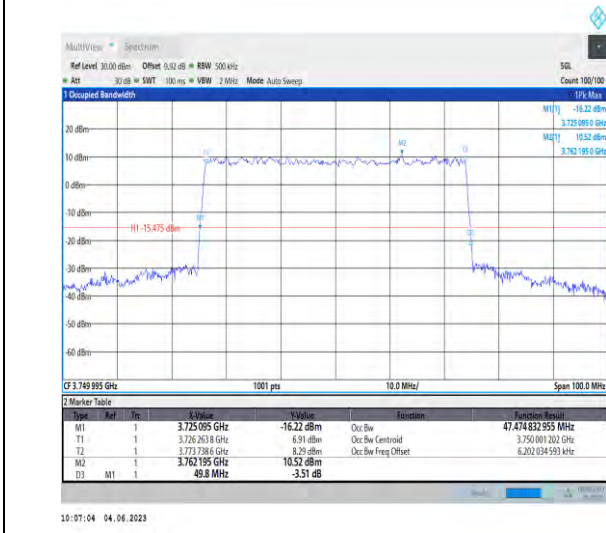 MultiView Spectrum
Ref Level 30.00 dBm Offset 9.92 dB RBW 500 kHz SGL
Att 30 dB SWT 100 ms VBW 2 MHz Mode Auto Sweep Count 100/100
1 Occupied Bandwidth 1Pk Max
M1[1] -16.22 dBm
3.725 095 0 GHz
M2[1] 10.52 dBm
3.762 195 0 GHz
20 dBm
M2
10 dBm
0 dBm
-10 dBm
M1
H1 -15.475 dBm
-20 dBm
-30 dBm
-40 dBm
-50 dBm
-60 dBm
CF 3.749 995 GHz 1001 pts 10.0 MHz/ Span 100.0 MHz
2 Marker Table
Type Ref Trc X-Value Y-Value Function Function Result
M1 1 3.725 095 GHz -16.22 dBm Occ Bw 47.474 832 955 MHz
T1 1 3.726 263 8 GHz 6.91 dBm Occ Bw Centroid 3.750 001 202 GHz
T2 1 3.773 738 6 GHz 8.29 dBm Occ Bw Freq Offset 6.202 034 593 kHz
M2 1 3.762 195 GHz 10.52 dBm
D3 M1 1 49.8 MHz -3.51 dB
10:07:04 04.06.2023